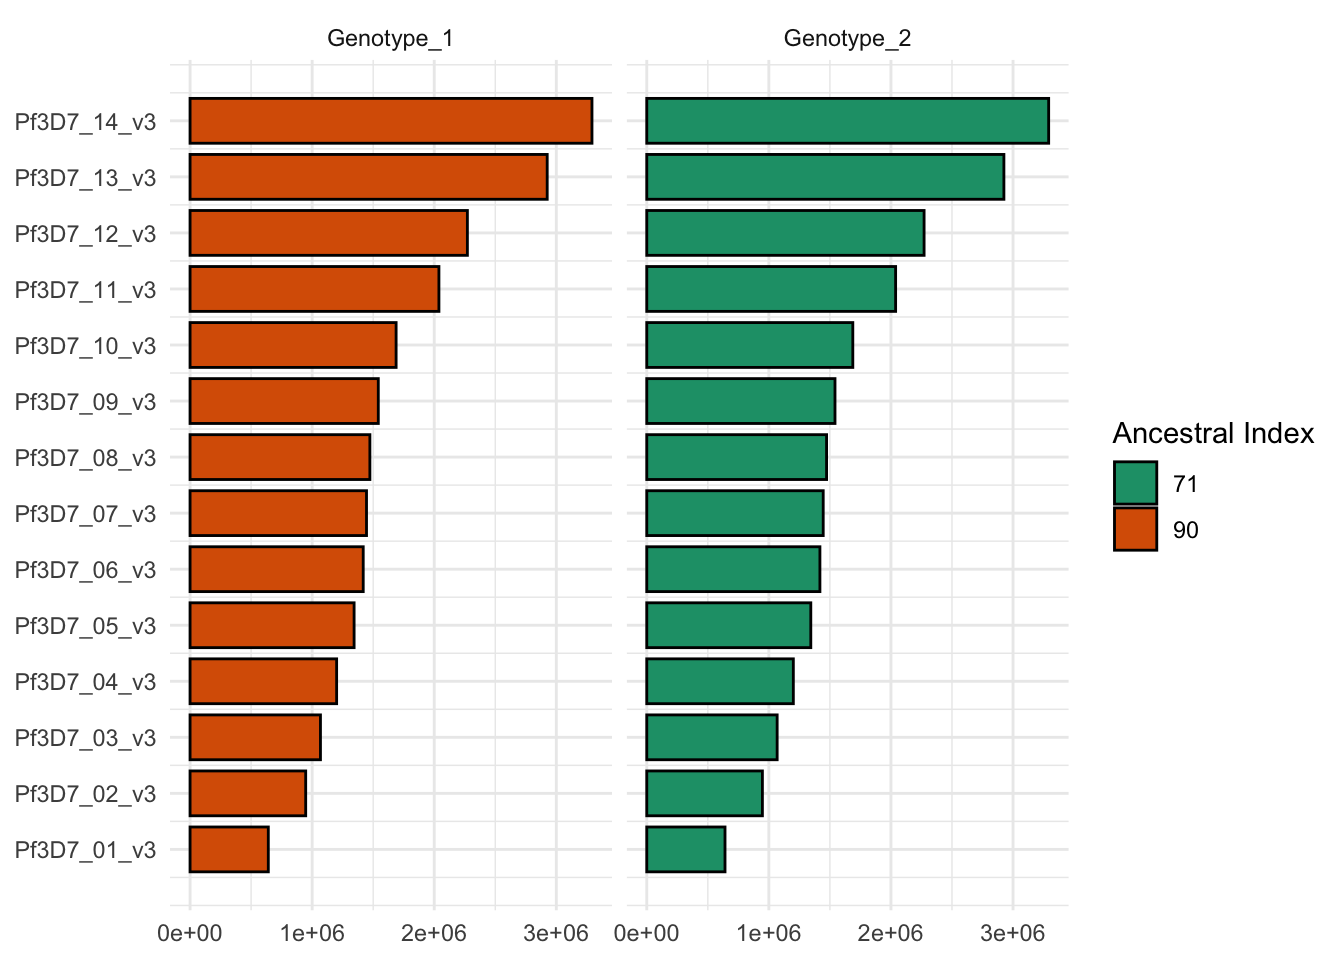 Genotype_1
Genotype_2
Pf3D7_14_v3
Pf3D7_13_v3
Pf3D7_12_v3
Pf3D7_11_v3
Pf3D7_10_v3
Pf3D7_09_v3
Pf3D7_08_v3
Pf3D7_07_v3
Pf3D7_06_v3
Pf3D7_05_v3
Pf3D7_04_v3
Pf3D7_03_v3
Pf3D7_02_v3
Pf3D7_01_v3
0e+00 1e+06 2e+06 3e+06
0e+00 1e+06 2e+06 3e+06
Ancestral Index
71
90